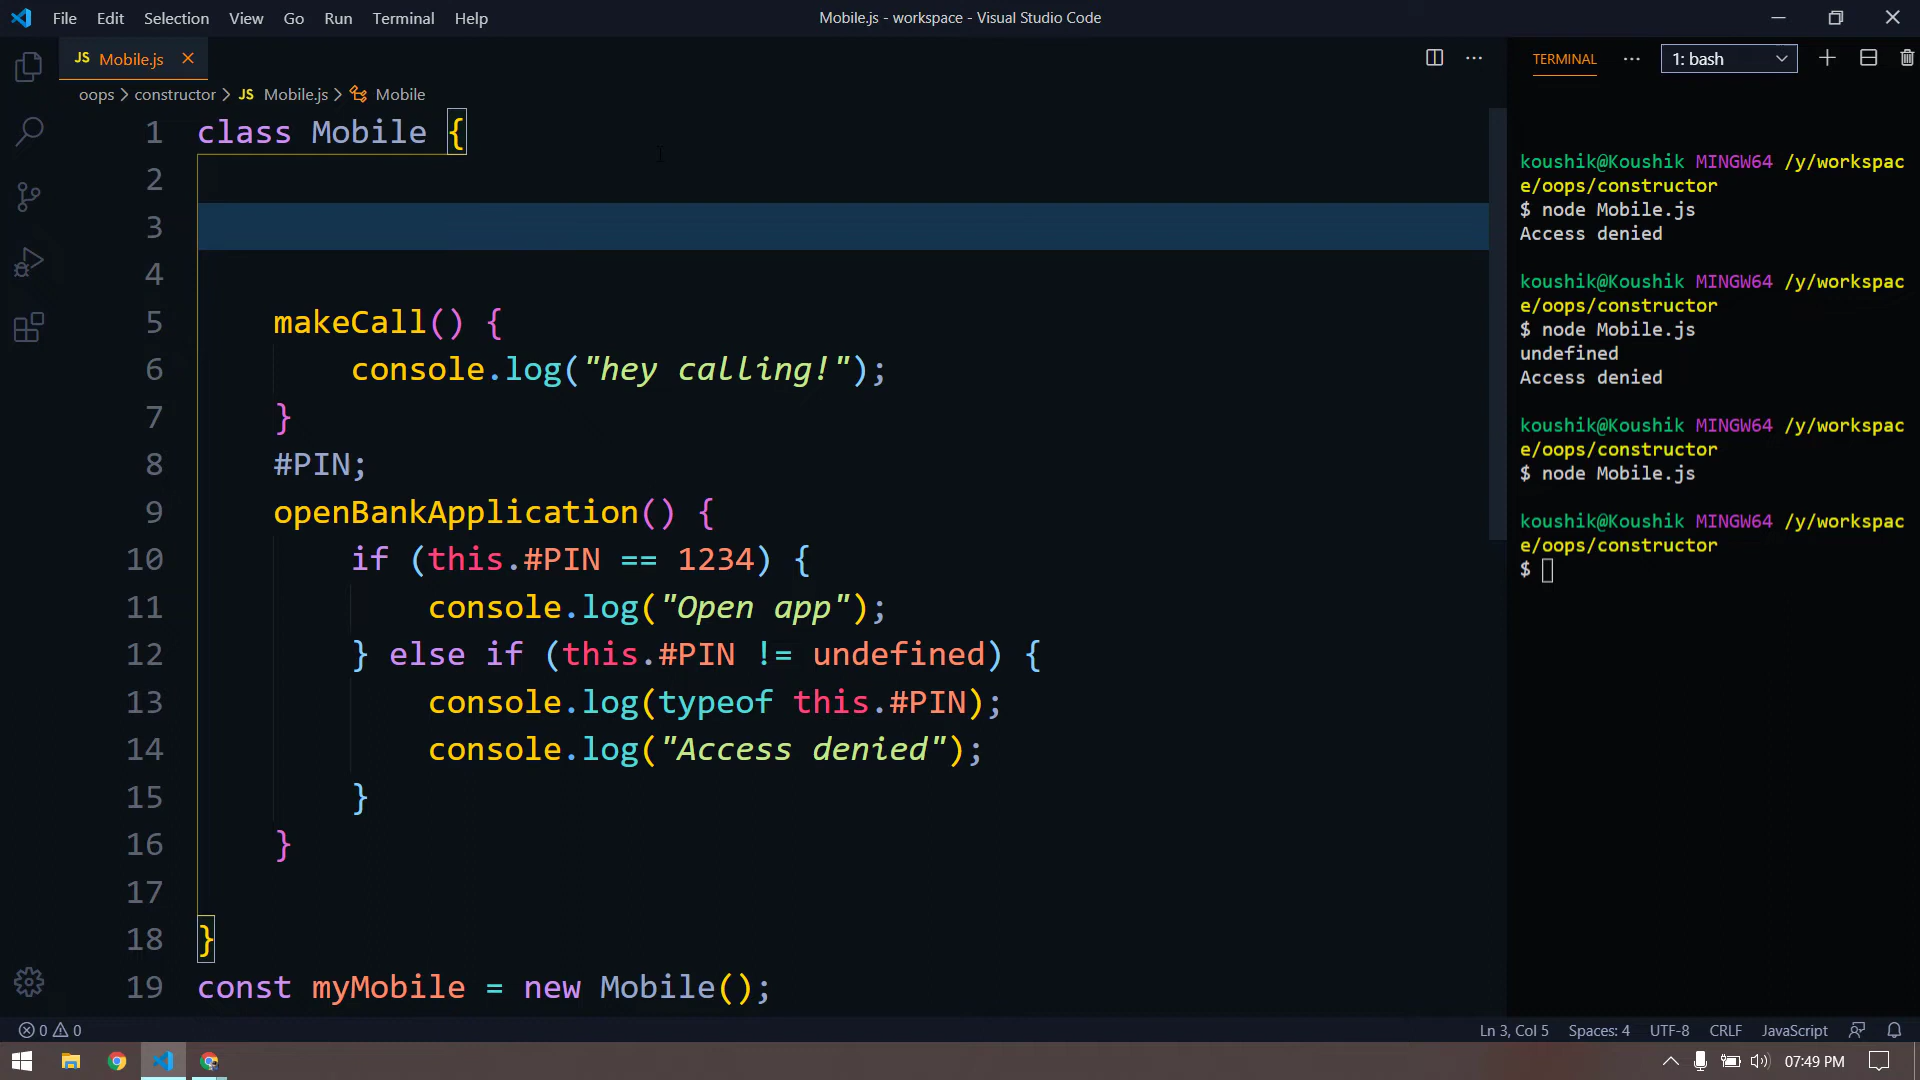 File Edit Selection View Go Run Terminal Help
Mobile.js - workspace - Visual Studio Code
JS Mobile.js
oops > constructor > JS Mobile.js > Mobile
1 class Mobile {
2
3
4
5 makeCall() {
6 console.log("hey calling!");
7 }
8 #PIN;
9 openBankApplication() {
10 if (this.#PIN == 1234) {
11 console.log("Open app");
12 } else if (this.#PIN != undefined) {
13 console.log(typeof this.#PIN);
14 console.log("Access denied");
15 }
16 }
17
18 }
19 const myMobile = new Mobile();
TERMINAL ··· 1: bash
koushik@Koushik MINGW64 /y/workspac
e/oops/constructor
$ node Mobile.js
Access denied
koushik@Koushik MINGW64 /y/workspac
e/oops/constructor
$ node Mobile.js
undefined
Access denied
koushik@Koushik MINGW64 /y/workspac
e/oops/constructor
$ node Mobile.js
koushik@Koushik MINGW64 /y/workspac
e/oops/constructor
$
0 0
Ln 3, Col 5 Spaces: 4 UTF-8 CRLF JavaScript
07:49 PM